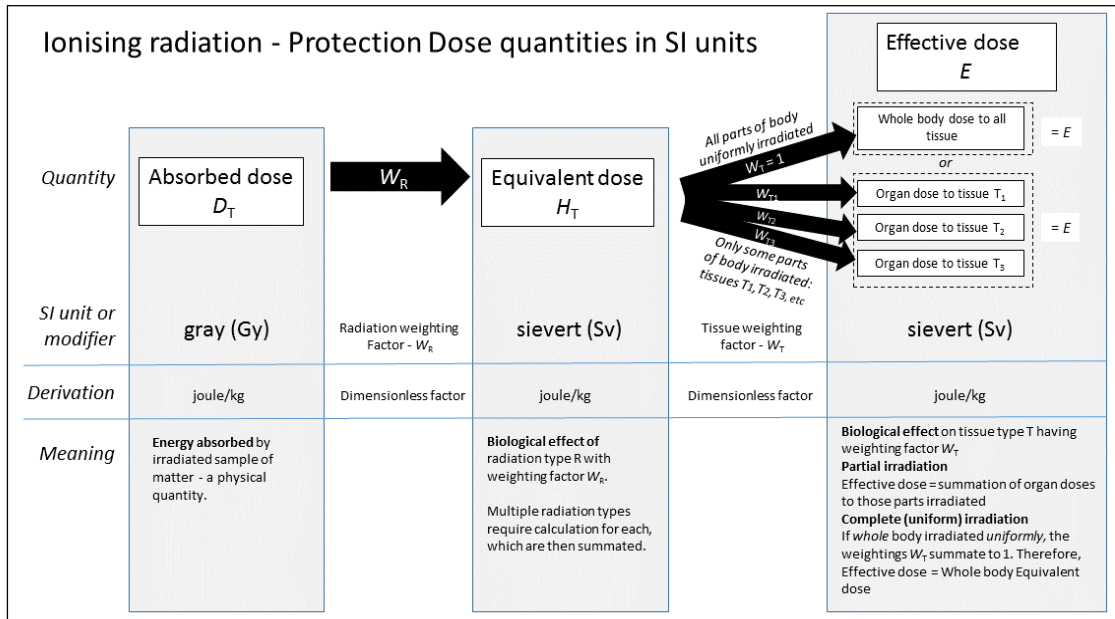 Ionising radiation - Protection Dose quantities in SI units
Effective dose
E
Quantity
Absorbed dose
D_T
W_R
Equivalent dose
H_T
All parts of body
uniformly irradiated
W_T = 1
W_T1
W_T2
W_T3
Only some parts
of body irradiated:
tissues T1, T2, T3, etc
Whole body dose to all
tissue
= E
or
Organ dose to tissue T₁
Organ dose to tissue T₂
= E
Organ dose to tissue T₃
SI unit or
modifier
gray (Gy)
Radiation weighting
Factor - W_R
sievert (Sv)
Tissue weighting
factor - W_T
sievert (Sv)
Derivation
joule/kg
Dimensionless factor
joule/kg
Dimensionless factor
joule/kg
Meaning
Energy absorbed by
irradiated sample of
matter - a physical
quantity.
Biological effect of
radiation type R with
weighting factor W_R.
Multiple radiation types
require calculation for each,
which are then summated.
Biological effect on tissue type T having
weighting factor W_T
Partial irradiation
Effective dose = summation of organ doses
to those parts irradiated
Complete (uniform) irradiation
If whole body irradiated uniformly, the
weightings W_T summate to 1. Therefore,
Effective dose = Whole body Equivalent
dose